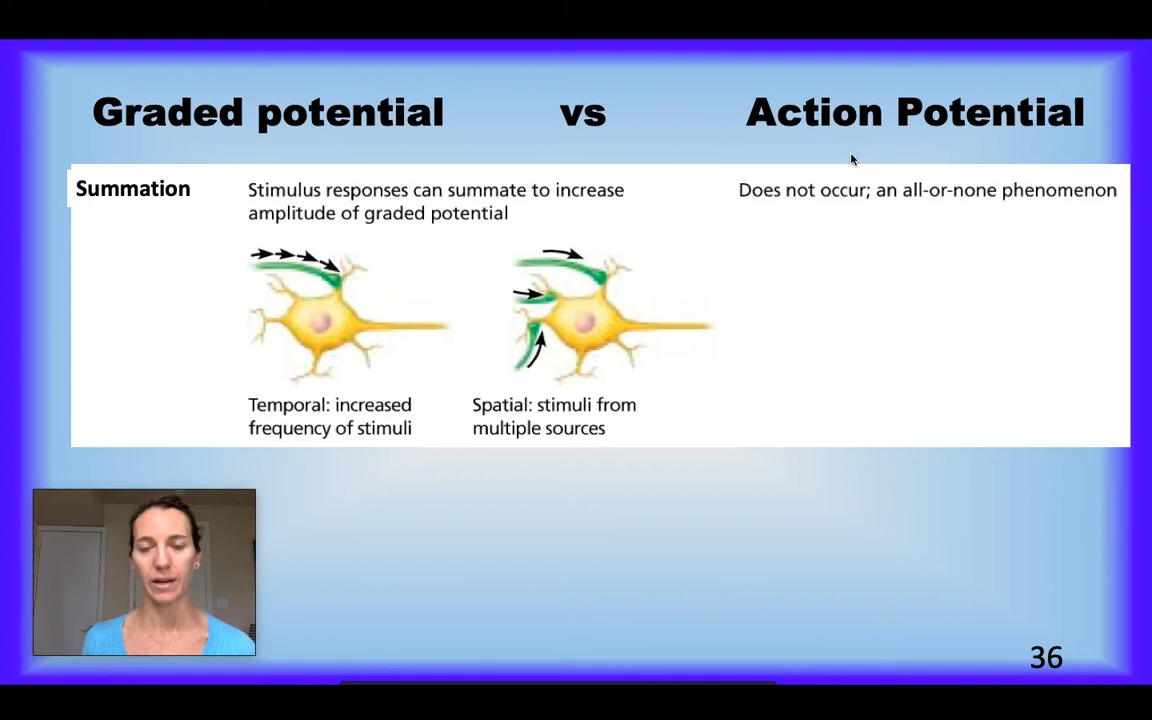 Graded potential vs Action Potential
Summation
Stimulus responses can summate to increase
amplitude of graded potential
Does not occur; an all-or-none phenomenon
Temporal: increased
frequency of stimuli
Spatial: stimuli from
multiple sources
36